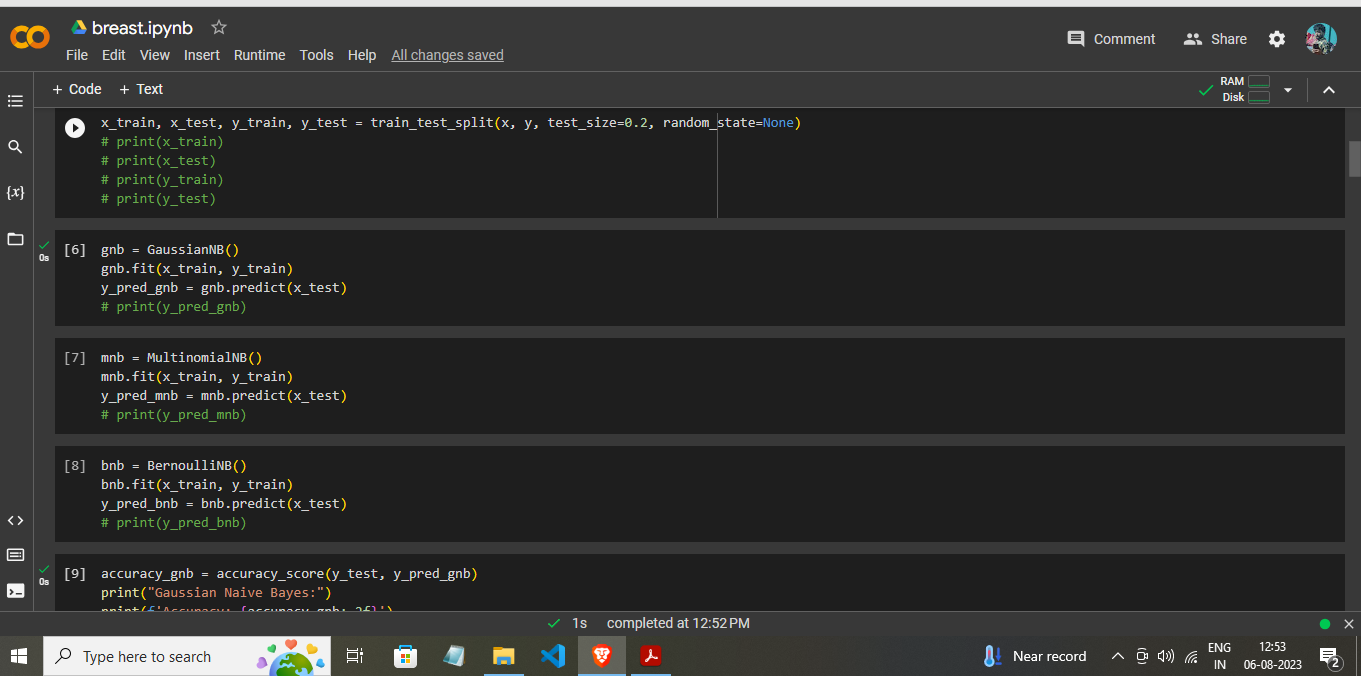 breast.ipynb
File Edit View Insert Runtime Tools Help All changes saved
Comment Share
+ Code + Text
RAM
Disk
x_train, x_test, y_train, y_test = train_test_split(x, y, test_size=0.2, random_state=None)
# print(x_train)
# print(x_test)
# print(y_train)
# print(y_test)
{x}
0s
[6] gnb = GaussianNB()
gnb.fit(x_train, y_train)
y_pred_gnb = gnb.predict(x_test)
# print(y_pred_gnb)
[7] mnb = MultinomialNB()
mnb.fit(x_train, y_train)
y_pred_mnb = mnb.predict(x_test)
# print(y_pred_mnb)
[8] bnb = BernoulliNB()
bnb.fit(x_train, y_train)
y_pred_bnb = bnb.predict(x_test)
# print(y_pred_bnb)
0s
[9] accuracy_gnb = accuracy_score(y_test, y_pred_gnb)
print("Gaussian Naive Bayes:")
print(f'Accuracy: {accuracy_gnb:.2f}')
1s completed at 12:52 PM
Type here to search
Near record
ENG
IN
12:53
06-08-2023
2